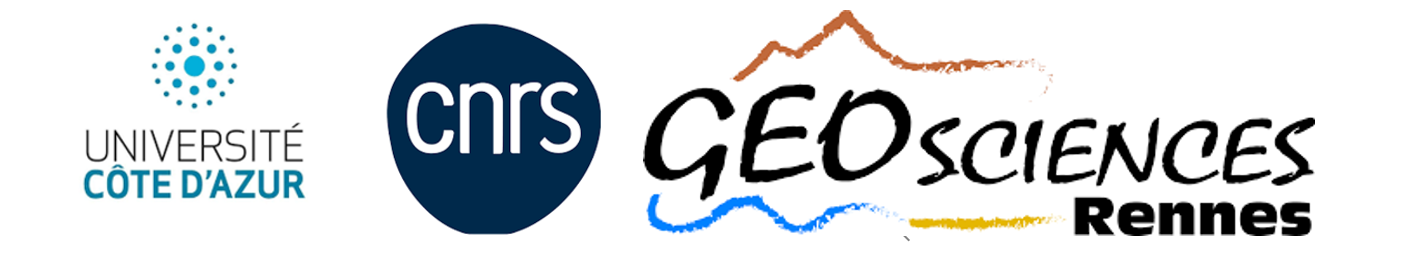 UNIVERSITÉ
CÔTE D'AZUR
cnrs
GEOSCIENCES
Rennes